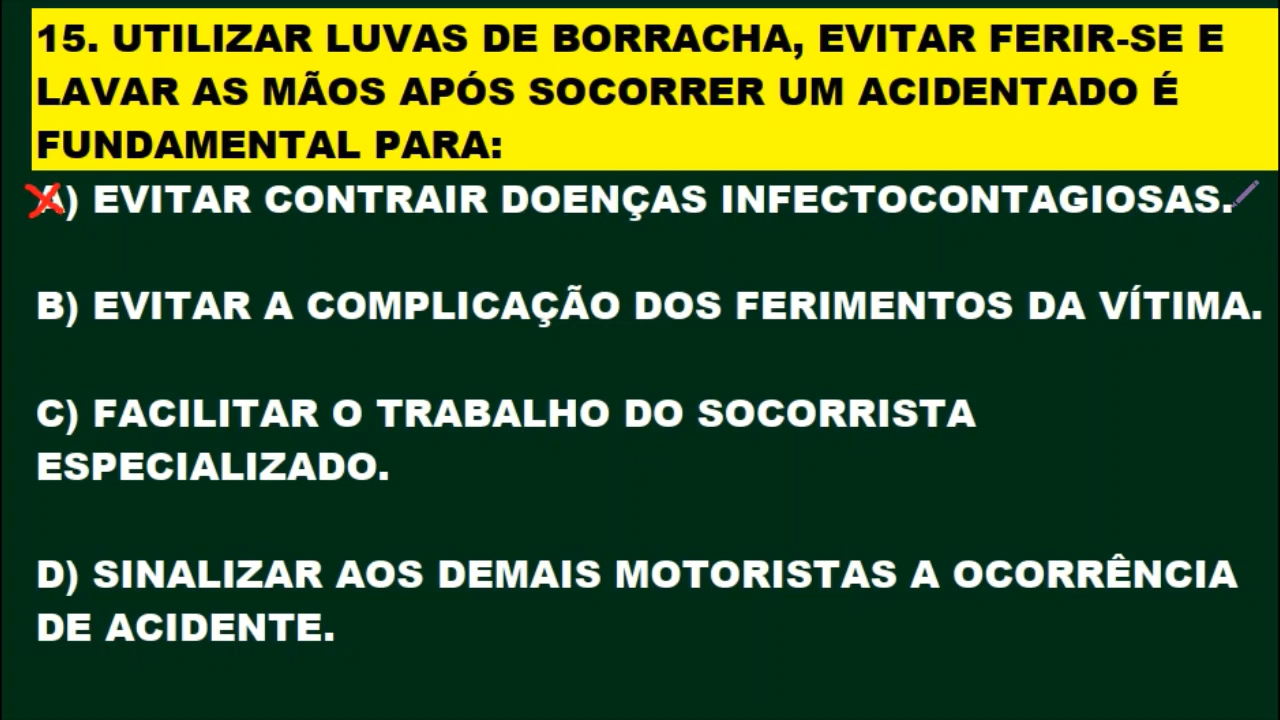 15. UTILIZAR LUVAS DE BORRACHA, EVITAR FERIR-SE E
LAVAR AS MÃOS APÓS SOCORRER UM ACIDENTADO É
FUNDAMENTAL PARA:
A) EVITAR CONTRAIR DOENÇAS INFECTOCONTAGIOSAS.
B) EVITAR A COMPLICAÇÃO DOS FERIMENTOS DA VÍTIMA.
C) FACILITAR O TRABALHO DO SOCORRISTA
ESPECIALIZADO.
D) SINALIZAR AOS DEMAIS MOTORISTAS A OCORRÊNCIA
DE ACIDENTE.